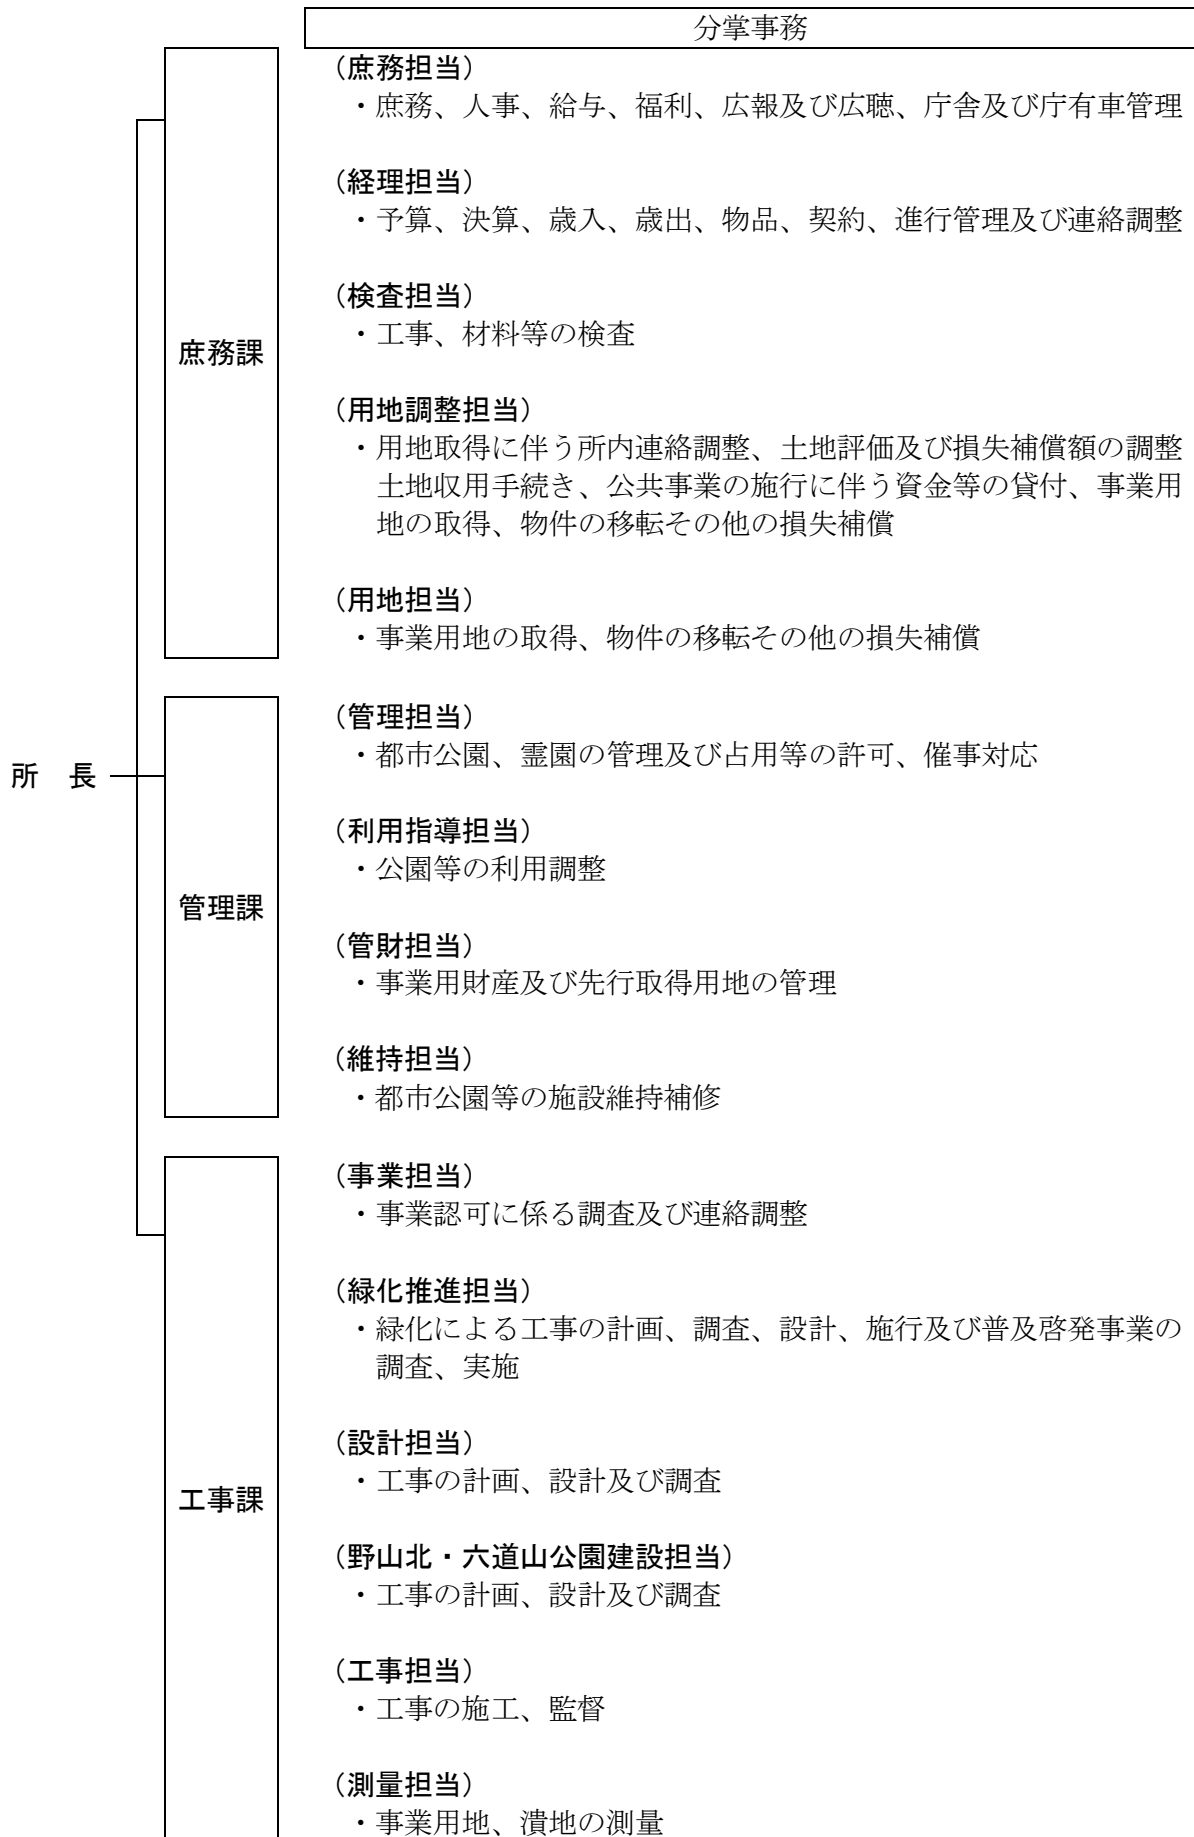 分掌事務
(庶務担当)
・庶務、人事、給与、福利、広報及び広聴、庁舎及び庁有車管理
(経理担当)
・予算、決算、歳入、歳出、物品、契約、進行管理及び連絡調整
(検査担当)
・工事、材料等の検査
庶務課
(用地調整担当)
・用地取得に伴う所内連絡調整、土地評価及び損失補償額の調整
土地収用手続き、公共事業の施行に伴う資金等の貸付、事業用
地の取得、物件の移転その他の損失補償
(用地担当)
・事業用地の取得、物件の移転その他の損失補償
(管理担当)
・都市公園、霊園の管理及び占用等の許可、催事対応
所　長
(利用指導担当)
・公園等の利用調整
管理課
(管財担当)
・事業用財産及び先行取得用地の管理
(維持担当)
・都市公園等の施設維持補修
(事業担当)
・事業認可に係る調査及び連絡調整
(緑化推進担当)
・緑化による工事の計画、調査、設計、施行及び普及啓発事業の
調査、実施
(設計担当)
・工事の計画、設計及び調査
工事課
(野山北・六道山公園建設担当)
・工事の計画、設計及び調査
(工事担当)
・工事の施工、監督
(測量担当)
・事業用地、潰地の測量